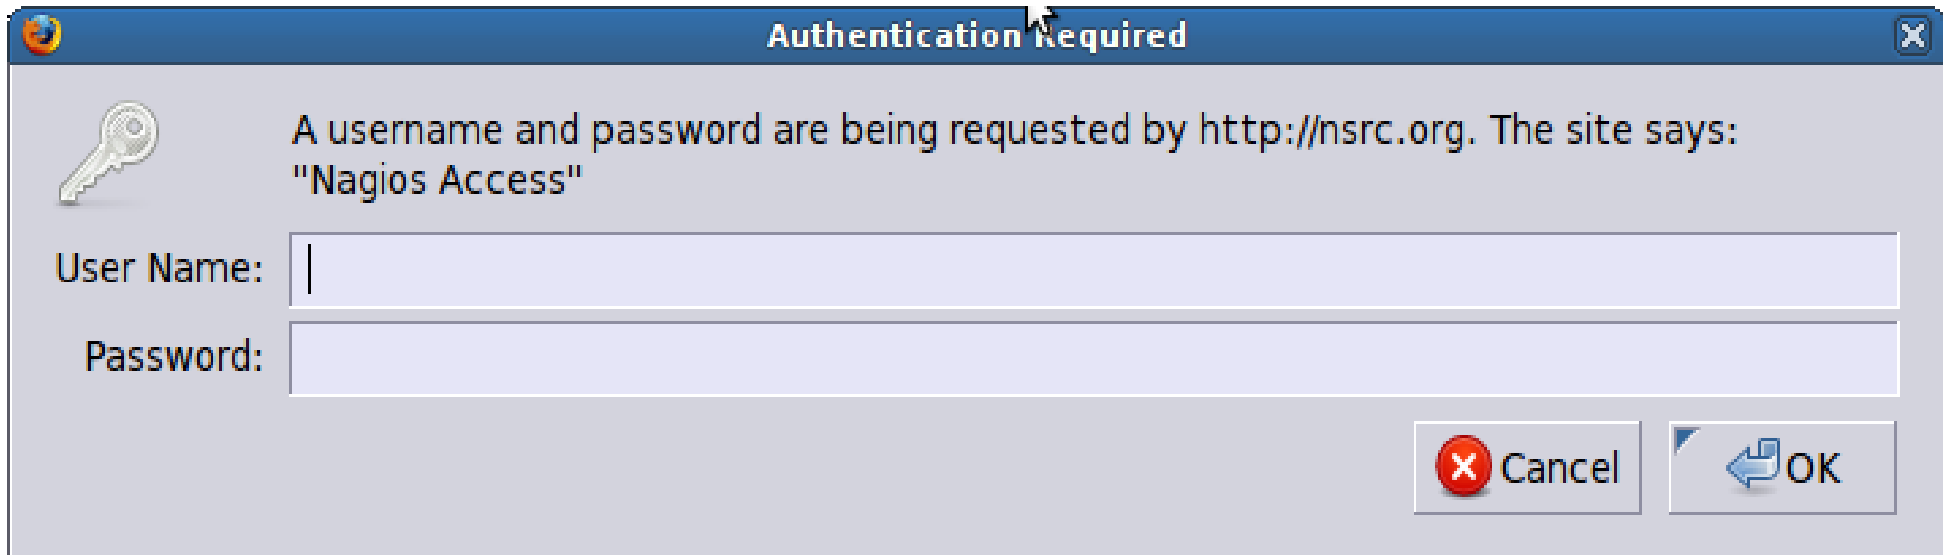 Authentication Required
A username and password are being requested by http://nsrc.org. The site says:
"Nagios Access"
User Name:
Password:
Cancel
OK